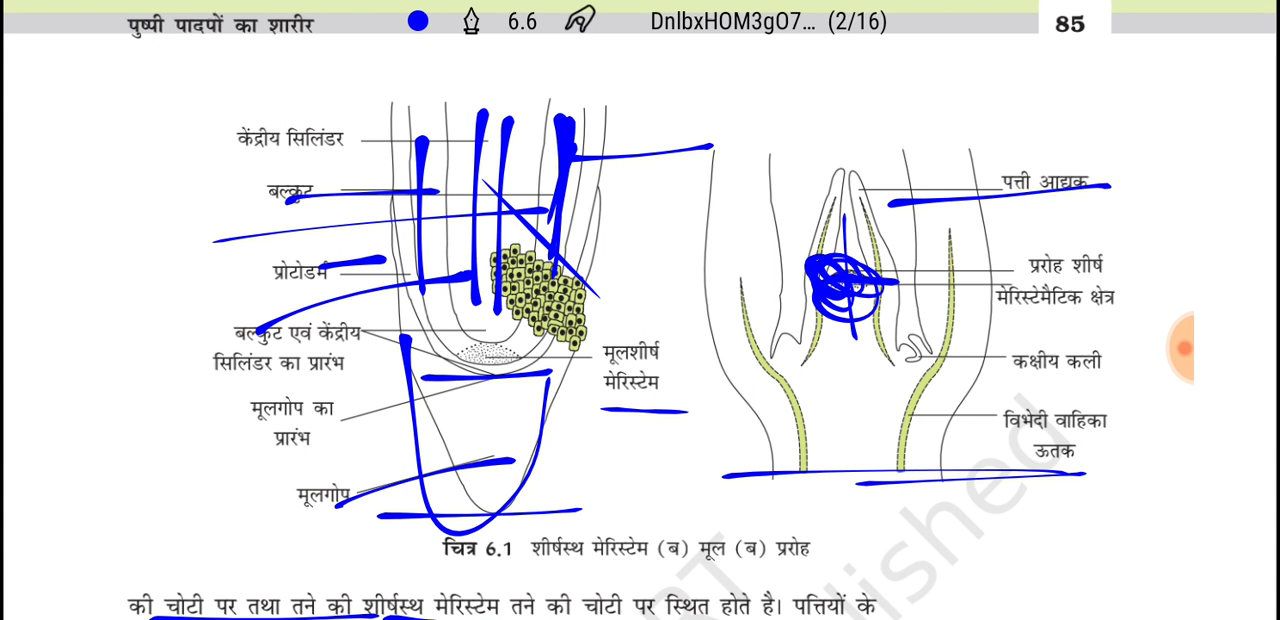 पुष्पी पादपों का शारीर
6.6
DnlbxHOM3gO7... (2/16)
85
केंद्रीय सिलिंडर
बल्कुट
प्रोटोडर्म
बल्कुट एवं केंद्रीय
सिलिंडर का प्रारंभ
मूलगोप का
प्रारंभ
मूलगोप
मूलशीर्ष
मेरिस्टेम
पत्ती आद्यक
प्ररोह शीर्ष
मेरिस्टेमैटिक क्षेत्र
कक्षीय कली
विभेदी वाहिका
ऊतक
चित्र 6.1 शीर्षस्थ मेरिस्टेम (ब) मूल (ब) प्ररोह
की चोटी पर तथा तने की शीर्षस्थ मेरिस्टेम तने की चोटी पर स्थित होते है। पत्तियों के